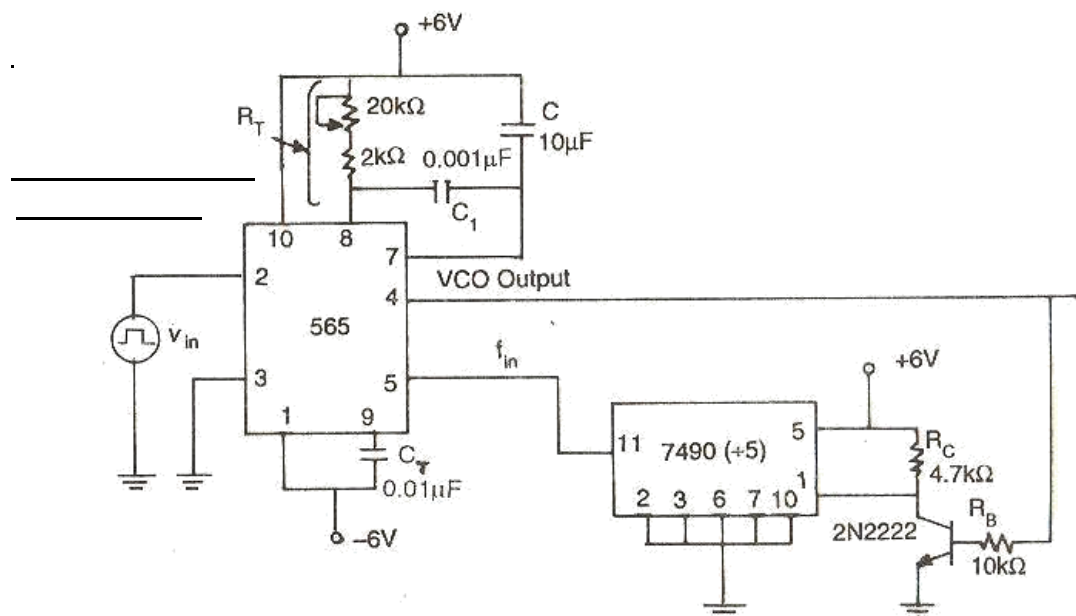 +6V
20kΩ
R_T
2kΩ
0.001μF
C
10μF
C_1
10
8
7
2
VCO Output
4
565
v_in
f_in
3
5
+6V
1
9
C_T
0.01μF
11
7490 (÷5)
5
R_C
4.7kΩ
1
2
3
6
7
10
R_B
2N2222
10kΩ
–6V